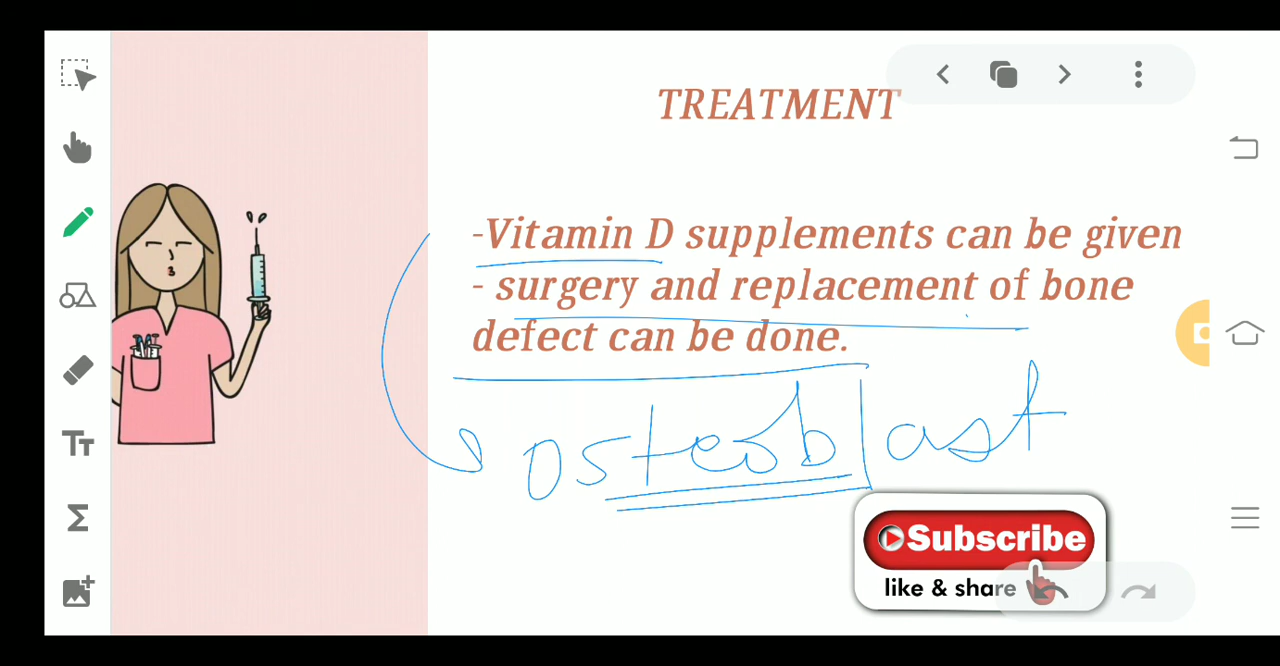 TREATMENT
-Vitamin D supplements can be given
- surgery and replacement of bone
defect can be done.
osteoblast
Subscribe
like & share
Tт
Σ